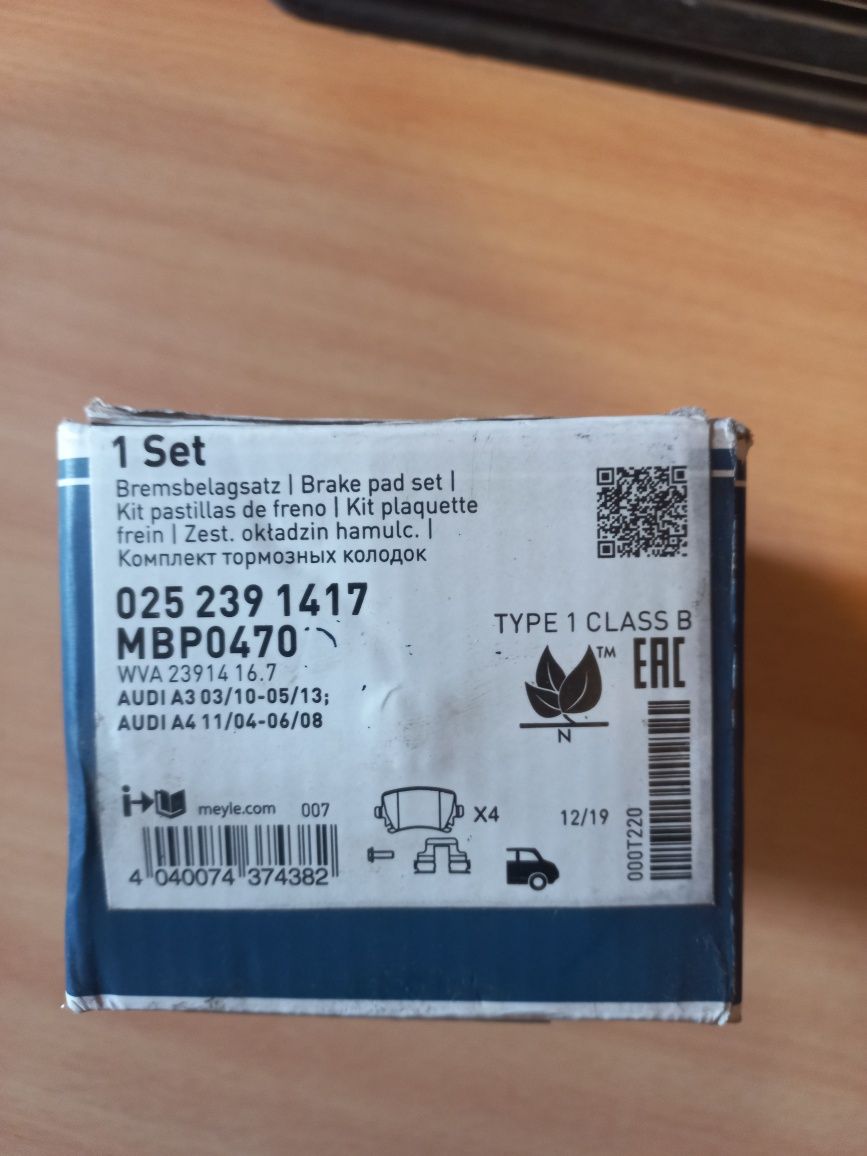 1 Set
Bremsbelagsatz | Brake pad set |
Kit pastillas de freno | Kit plaquette
frein | Zest. okładzin hamulc. |
Комплект тормозных колодок
025 239 1417
MBP0470
WVA 23914 16.7
AUDI A3 03/10-05/13;
AUDI A4 11/04-06/08
TYPE 1 CLASS B
TM
EAC
N
i
meyle.com 007
X4
12/19
000T220
4 040074 374382